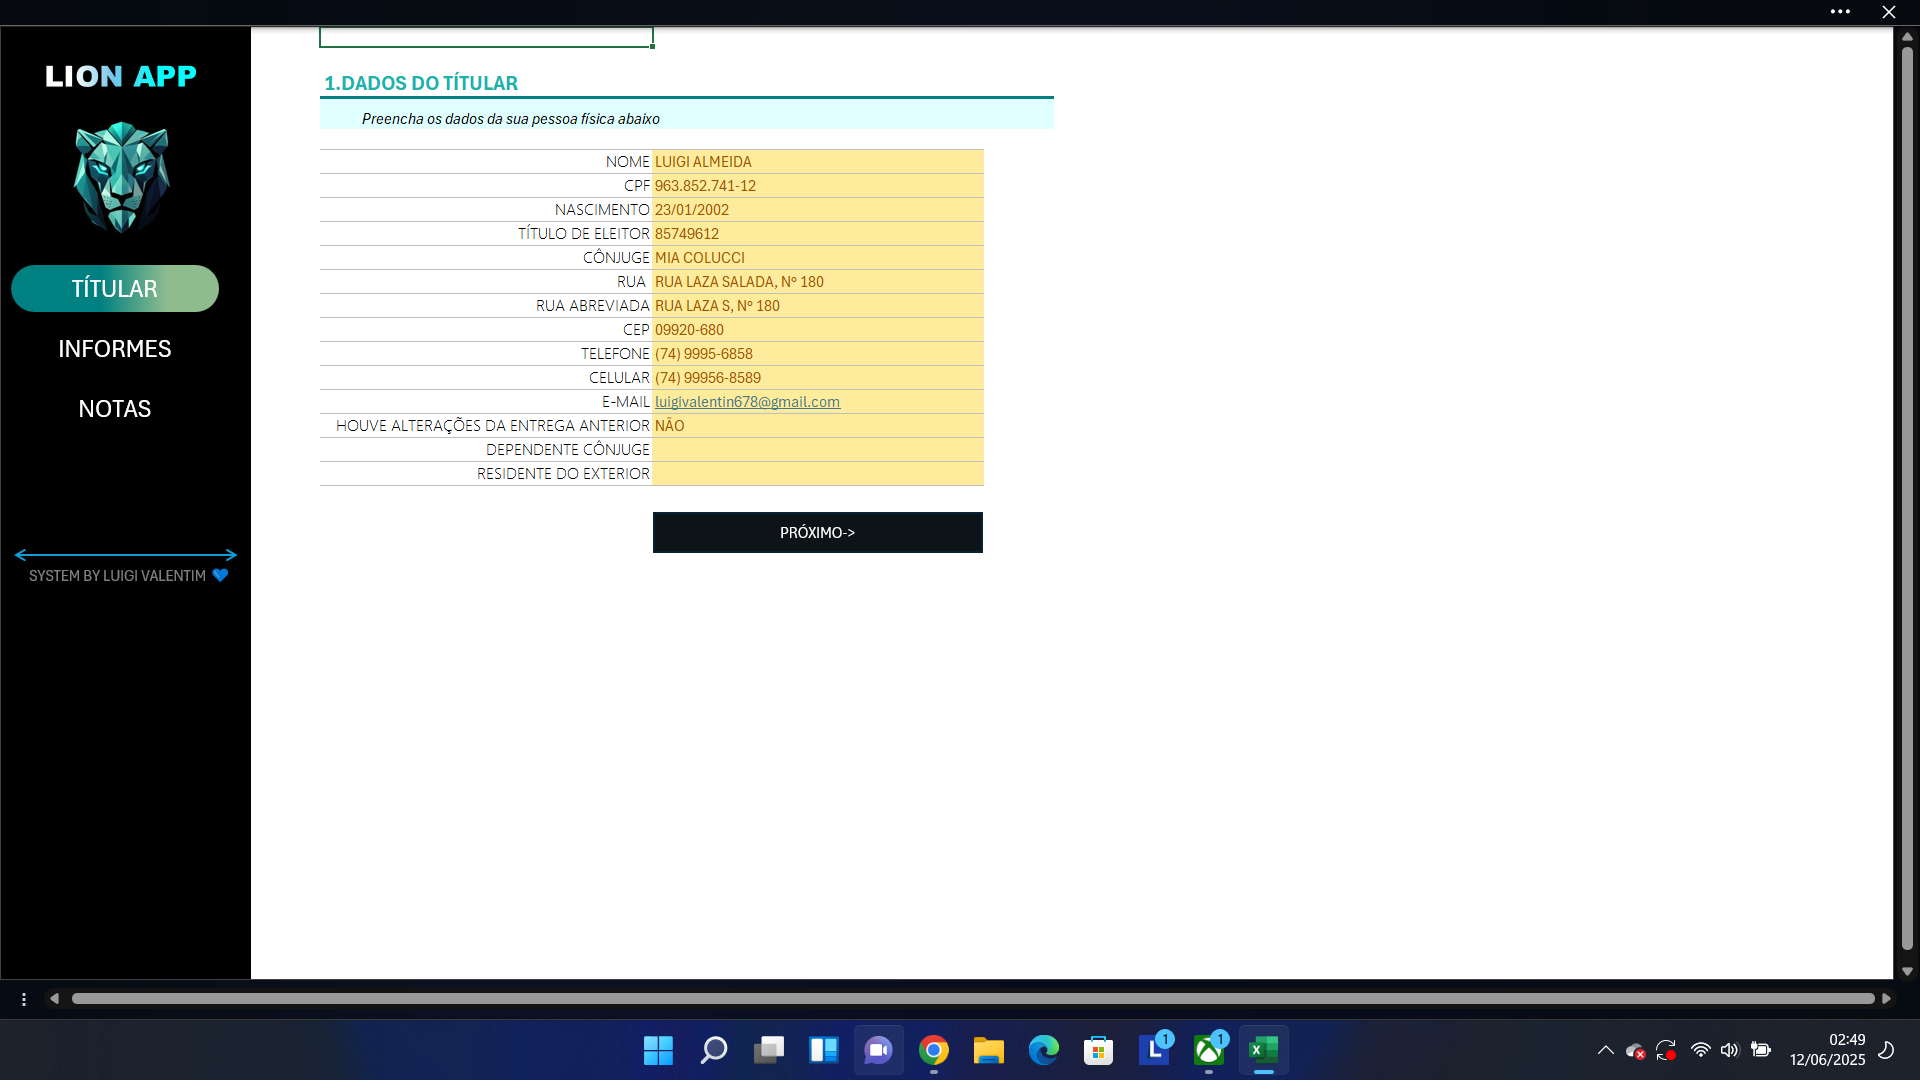 LION APP
TÍTULAR
INFORMES
NOTAS
SYSTEM BY LUIGI VALENTIM 💙
1.DADOS DO TÍTULAR
Preencha os dados da sua pessoa física abaixo
NOME LUIGI ALMEIDA
CPF 963.852.741-12
NASCIMENTO 23/01/2002
TÍTULO DE ELEITOR 85749612
CÔNJUGE MIA COLUCCI
RUA RUA LAZA SALADA, Nº 180
RUA ABREVIADA RUA LAZA S, Nº 180
CEP 09920-680
TELEFONE (74) 9995-6858
CELULAR (74) 99956-8589
E-MAIL luigivalentin678@gmail.com
HOUVE ALTERAÇÕES DA ENTREGA ANTERIOR NÃO
DEPENDENTE CÔNJUGE
RESIDENTE DO EXTERIOR
PRÓXIMO->
L 1
1
X
02:49
12/06/2025